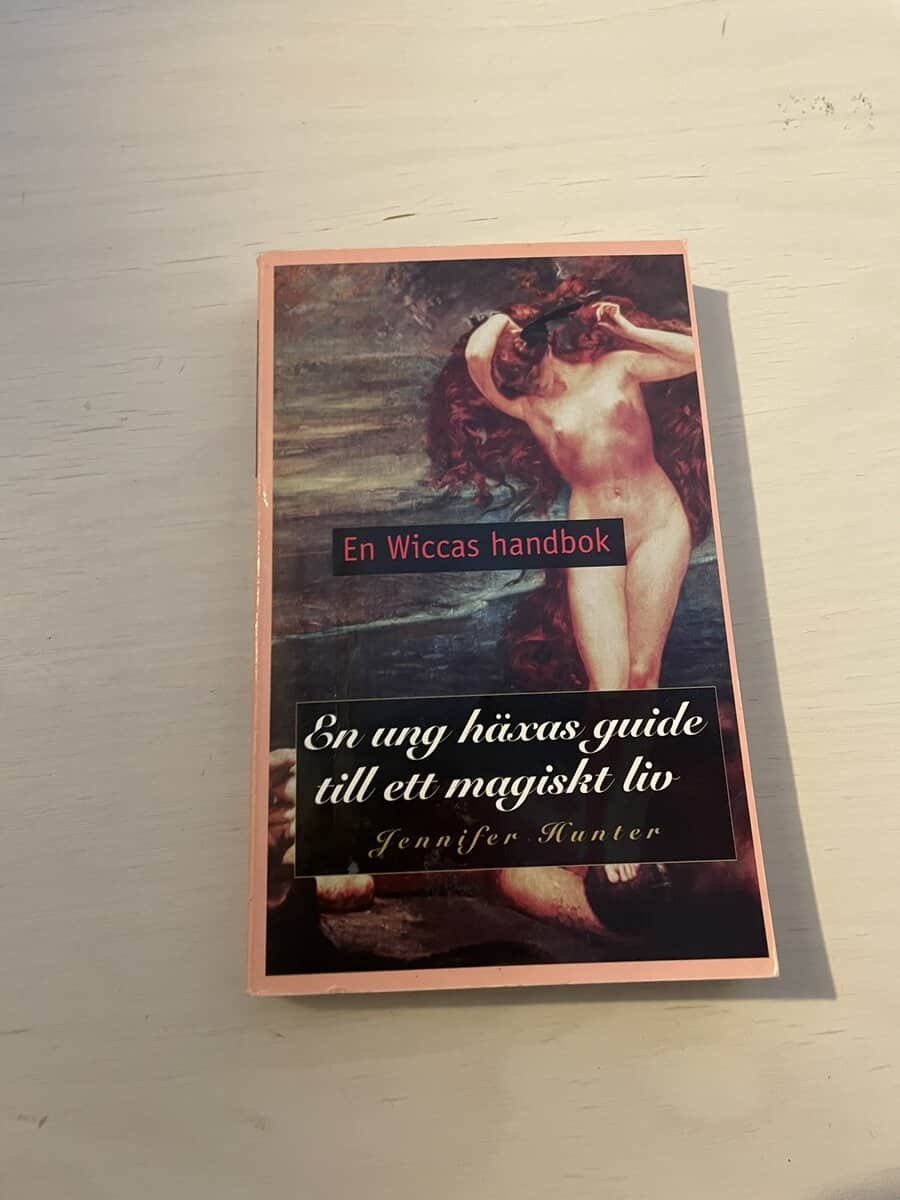 En Wiccas handbok
En ung häxas guide
till ett magiskt liv
Jennifer Hunter